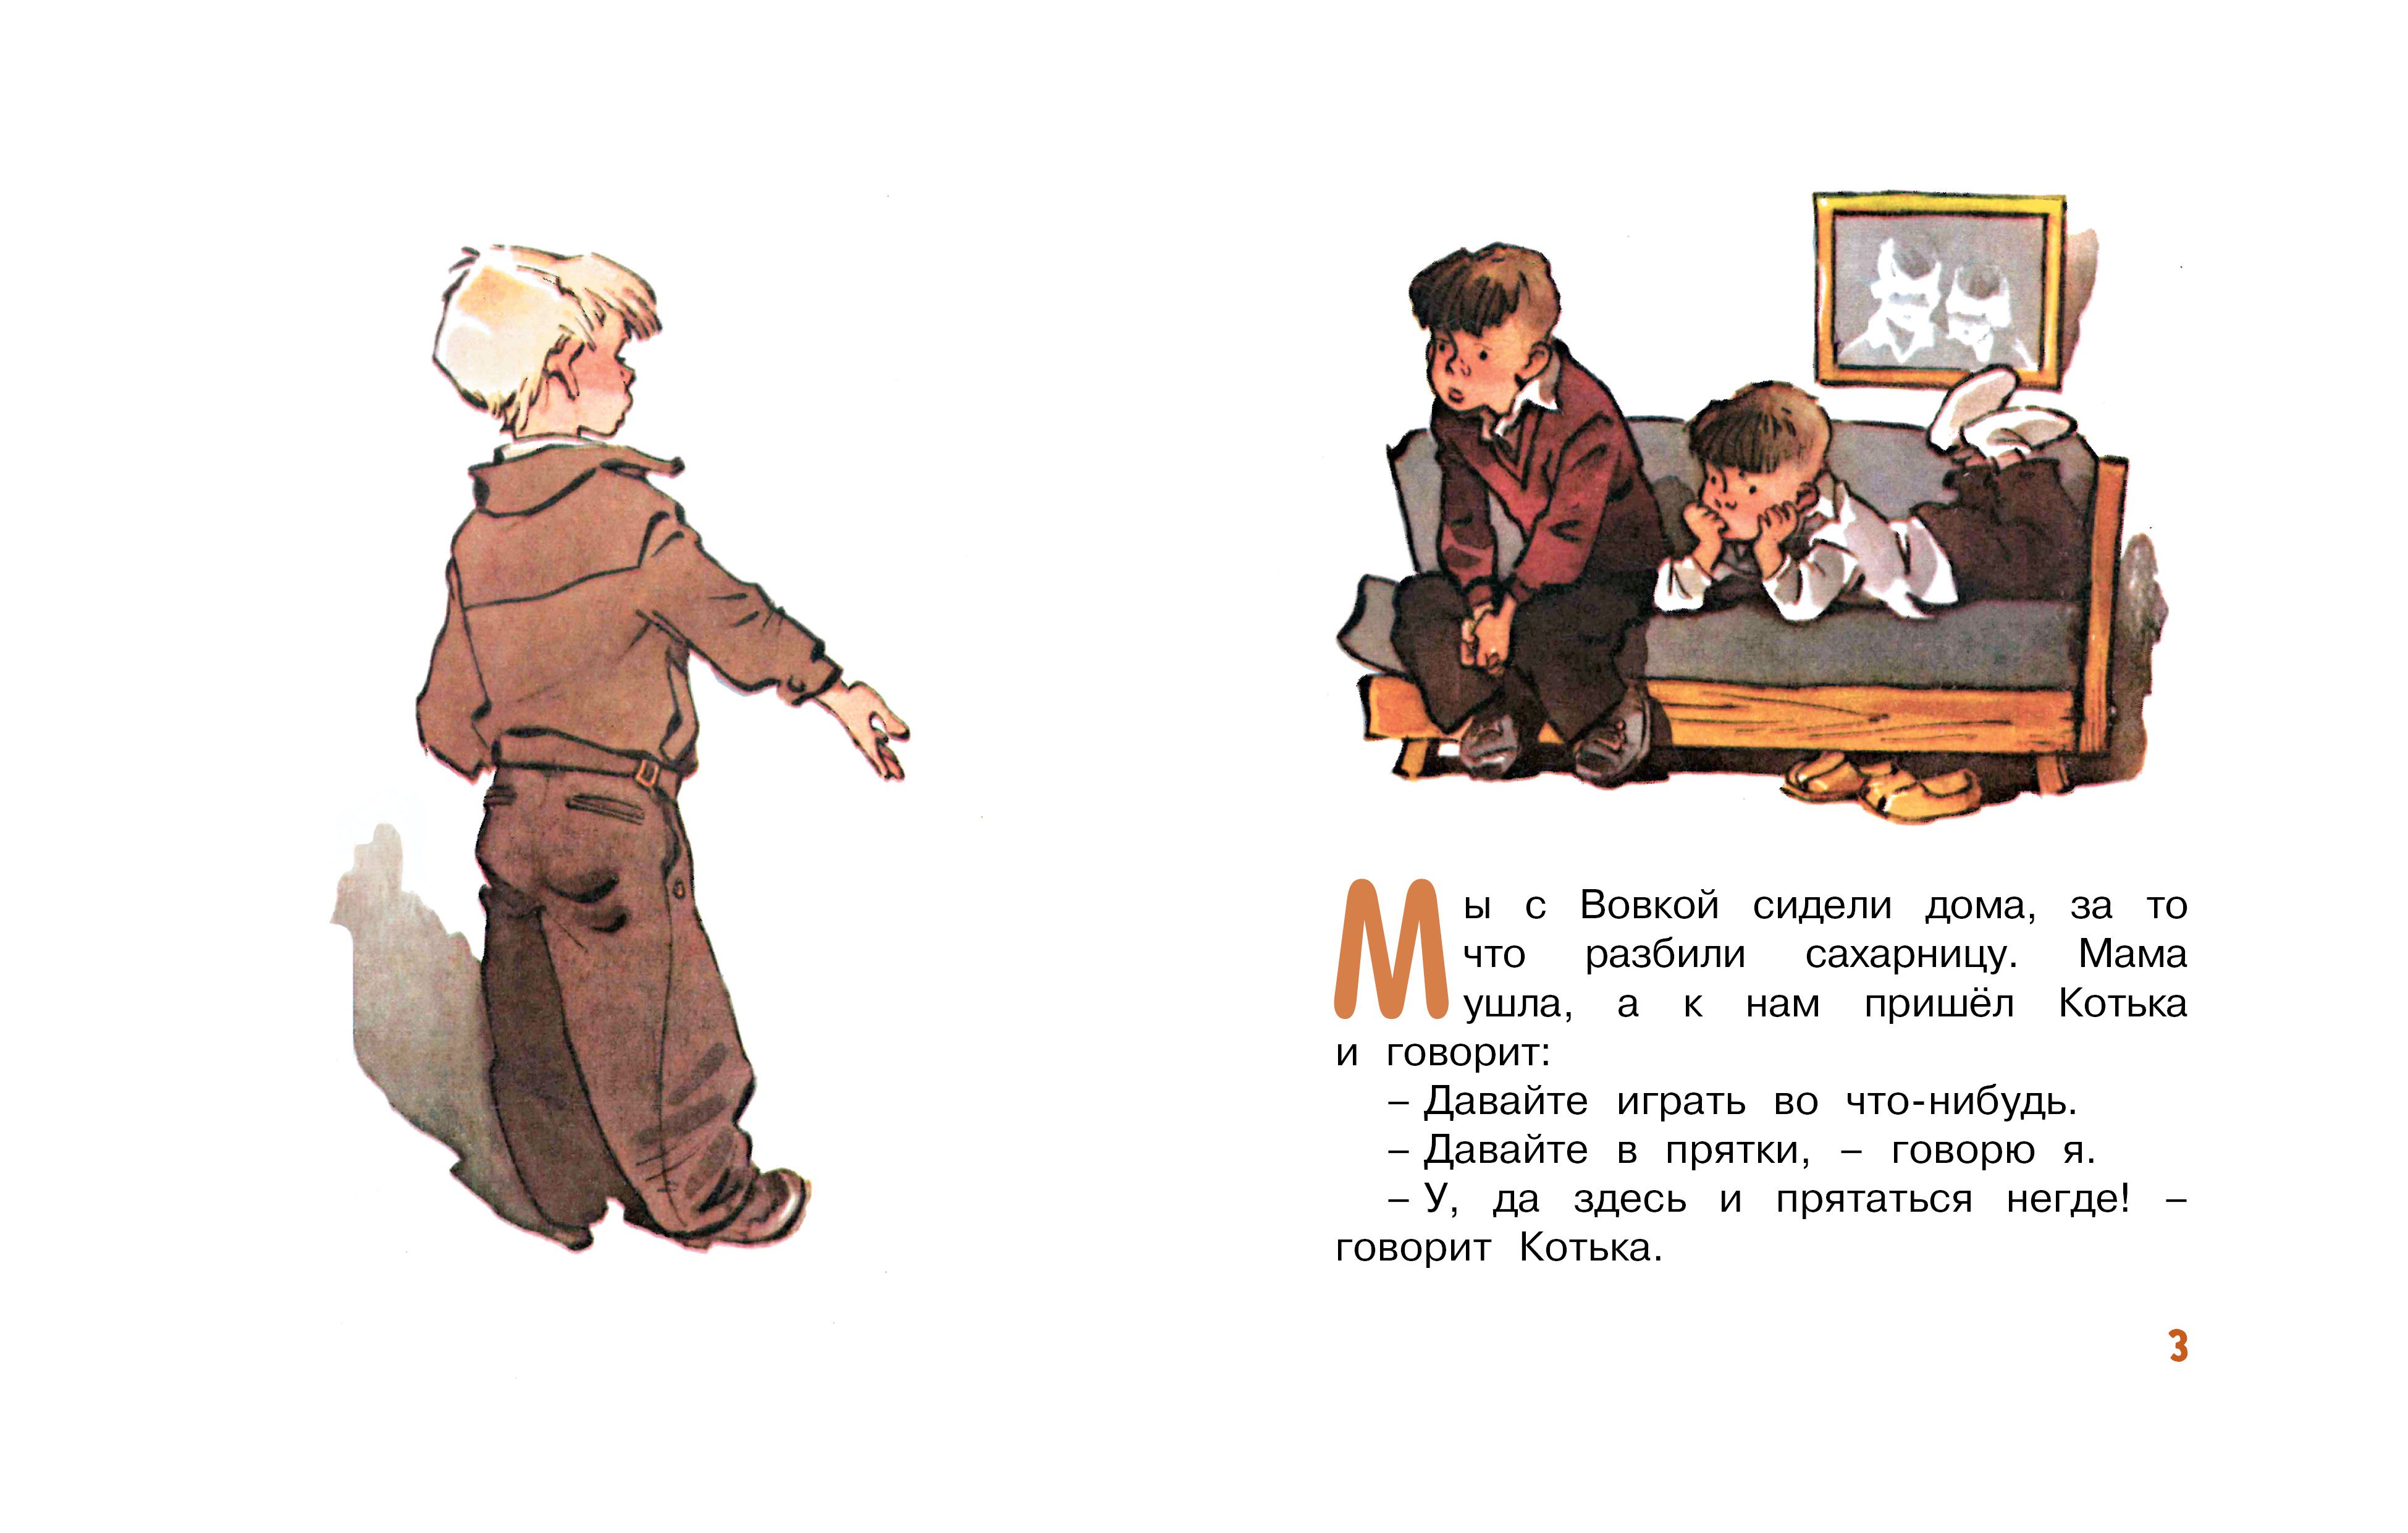 Мы с Вовкой сидели дома, за то
что разбили сахарницу. Мама
ушла, а к нам пришёл Котька
и говорит:
– Давайте играть во что-нибудь.
– Давайте в прятки, – говорю я.
– У, да здесь и прятаться негде! –
говорит Котька.
3